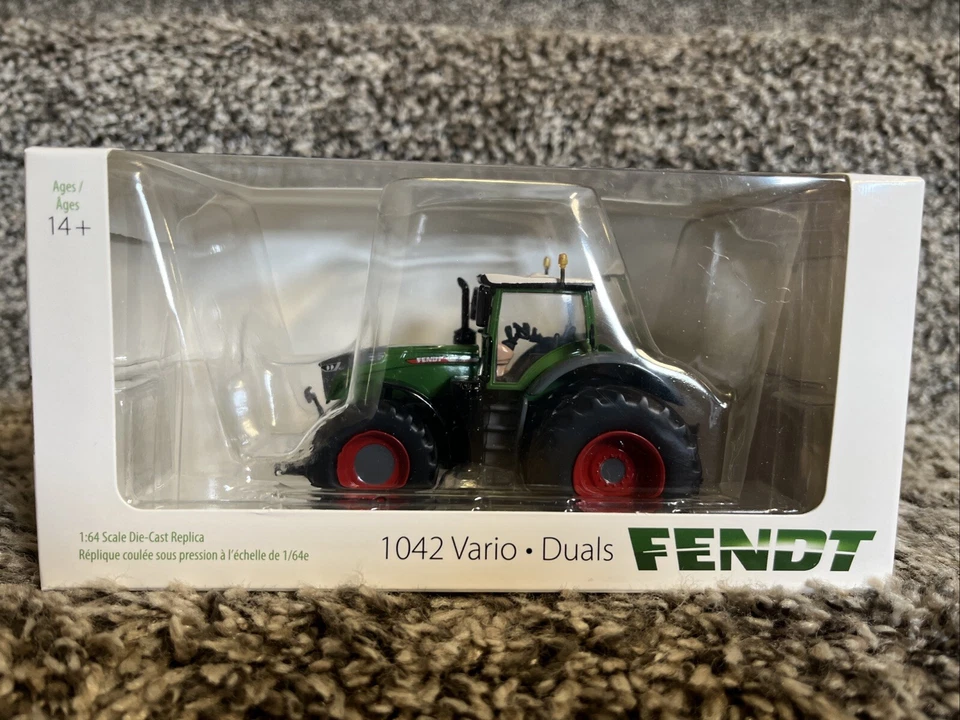 Ages /
Âges
14+
FENDT
1:64 Scale Die-Cast Replica
Réplique coulée sous pression à l'échelle de 1/64e
1042 Vario • Duals
FENDT